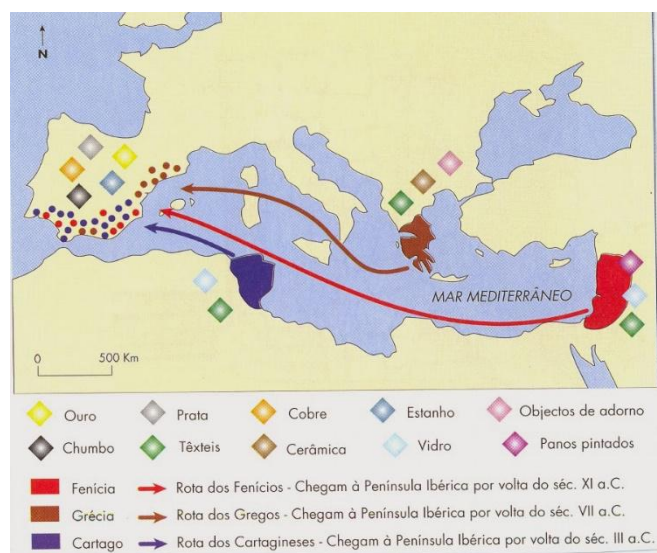 N
MAR MEDITERRÂNEO
0 500 Km
Ouro Prata Cobre Estanho Objectos de adorno
Chumbo Têxteis Cerâmica Vidro Panos pintados
Fenícia Rota dos Fenícios - Chegam à Península Ibérica por volta do séc. XI a.C.
Grécia Rota dos Gregos - Chegam à Península Ibérica por volta do séc. VII a.C.
Cartago Rota dos Cartagineses - Chegam à Península Ibérica por volta do séc. III a.C.